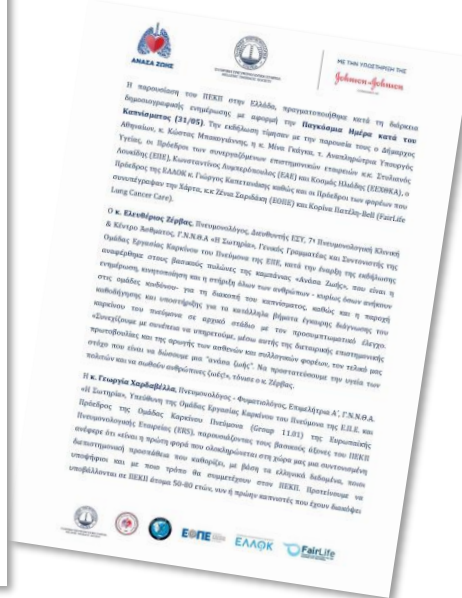 ΑΝΑΣΑ ΖΩΗΣ
ΜΕ ΤΗΝ ΥΠΟΣΤΗΡΙΞΗ ΤΗΣ
Johnson & Johnson
Η παρουσίαση του ΠΕΚΠ στην Ελλάδα, πραγματοποιήθηκε κατά τη διάρκεια
δημοσιογραφικής ενημέρωσης με αφορμή την Παγκόσμια Ημέρα κατά του
Καπνίσματος (31/05). Την εκδήλωση τίμησαν με την παρουσία τους ο Δήμαρχος
Αθηναίων, κ. Κώστας Μπακογιάννης, η κ. Μίνα Γκάγκα, τ. Αναπληρώτρια Υπουργός
Υγείας, οι Πρόεδροι των συνεργαζόμενων επιστημονικών εταιρειών κ.κ. Στυλιανός
Λουκίδης (ΕΠΕ), Κωνσταντίνος Λυμπερόπουλος (ΕΑΕ) και Κοσμάς Ηλιάδης (ΕΕΧΘΚΑ), ο
Πρόεδρος της ΕΛΛΟΚ κ. Γιώργος Καπετανάκης καθώς και οι Πρόεδροι των φορέων που
συνυπέγραψαν την Χάρτα, κ.κ Ζένια Σαριδάκη (ΕΟΠΕ) και Κορίνα Πατέλη-Bell (FairLife
Lung Cancer Care).
Ο κ. Ελευθέριος Ζέρβας, Πνευμονολόγος, Διευθυντής ΕΣΥ, 7η Πνευμονολογική Κλινική
& Κέντρο Άσθματος, Γ.Ν.Ν.Θ.Α «Η Σωτηρία», Γενικός Γραμματέας και Συντονιστής της
Ομάδας Εργασίας Καρκίνου του Πνεύμονα της ΕΠΕ, κατά την έναρξη της εκδήλωσης
αναφέρθηκε στους βασικούς πυλώνες της καμπάνιας «Ανάσα Ζωής», που είναι η
ενημέρωση, κινητοποίηση και η στήριξη όλων των ανθρώπων - κυρίως όσων ανήκουν
στις ομάδες κινδύνου- για τη διακοπή του καπνίσματος, καθώς και η παροχή
καθοδήγησης και υποστήριξης για τα κατάλληλα βήματα έγκαιρης διάγνωσης του
καρκίνου του πνεύμονα σε αρχικό στάδιο με τον προσυμπτωματικό έλεγχο.
«Συνεχίζουμε με συνέπεια να υπηρετούμε, μέσω αυτής της διεταιρικής επιστημονικής
πρωτοβουλίας και της αρωγής των ασθενών και συλλογικών φορέων, τον τελικό μας
στόχο που είναι να δώσουμε μια "ανάσα ζωής". Να προστατεύσουμε την υγεία των
πολιτών και να σωθούν ανθρώπινες ζωές!», τόνισε ο κ. Ζέρβας.
Η κ. Γεωργία Χαρδαβέλλα, Πνευμονολόγος - Φυματιολόγος, Επιμελήτρια Α΄, Γ.Ν.Ν.Θ.Α.
«Η Σωτηρία», Υπεύθυνη της Ομάδας Εργασίας Καρκίνου του Πνεύμονα της Ε.Π.Ε. και
Πρόεδρος της Ομάδας Καρκίνου Πνεύμονα (Group 11.01) της Ευρωπαϊκής
Πνευμονολογικής Εταιρείας (ERS), παρουσιάζοντας τους βασικούς άξονες του ΠΕΚΠ
ανέφερε ότι «είναι η πρώτη φορά που ολοκληρώνεται στη χώρα μας μια συντονισμένη
διεπιστημονική προσπάθεια που καθορίζει, με βάση τα ελληνικά δεδομένα, ποιοι
υποψήφιοι και με ποιο τρόπο θα συμμετέχουν στον ΠΕΚΠ. Προτείνουμε να
υποβάλλονται σε ΠΕΚΠ άτομα 50-80 ετών, νυν ή πρώην καπνιστές που έχουν διακόψει
ΕΟΠΕ
ΕΛΛΟΚ
FairLife